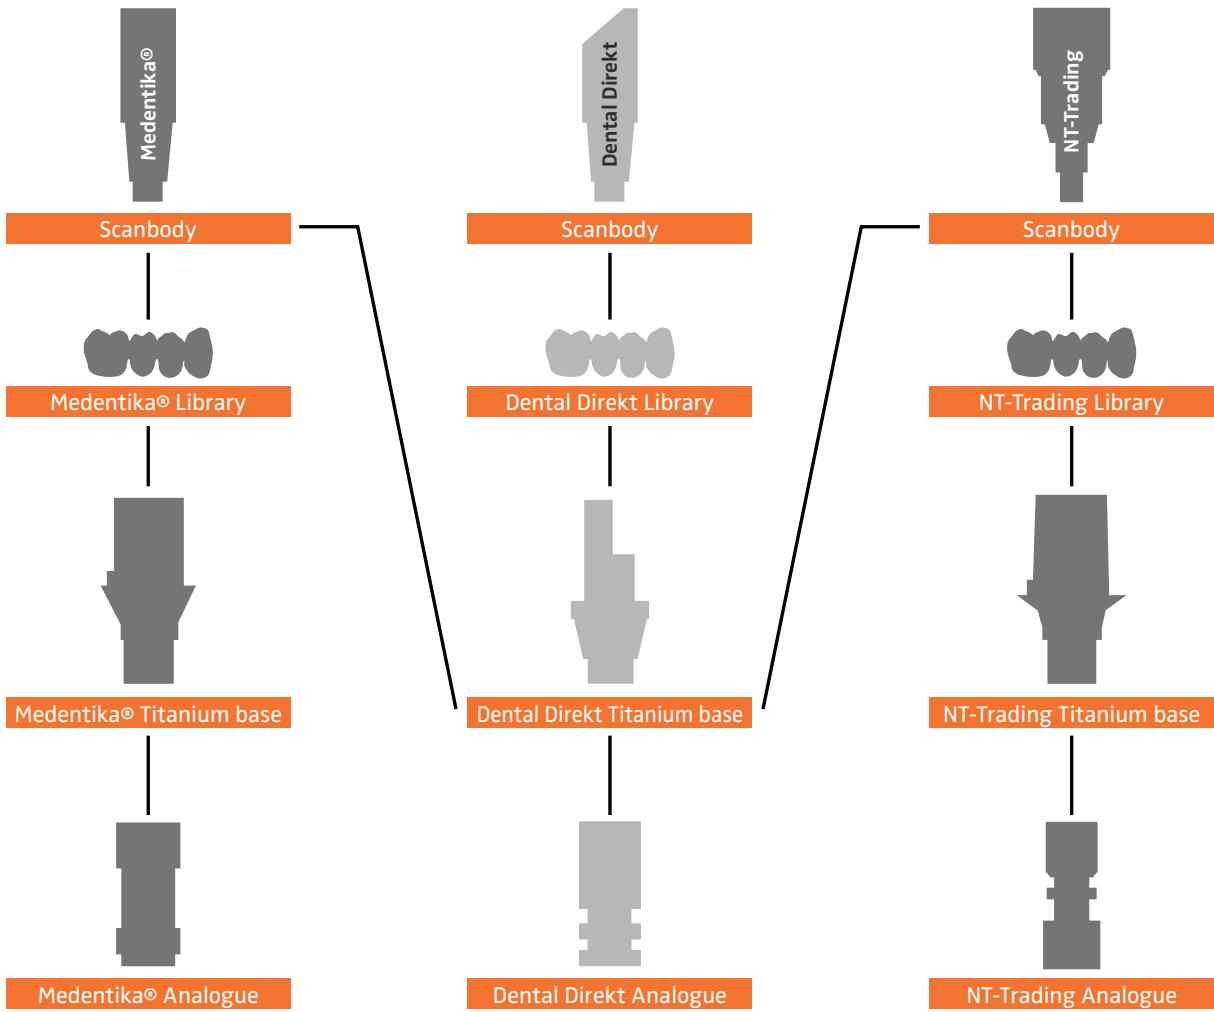 Medentika®
Dental Direkt
NT-Trading
Scanbody
Scanbody
Scanbody
Medentika® Library
Dental Direkt Library
NT-Trading Library
Medentika® Titanium base
Dental Direkt Titanium base
NT-Trading Titanium base
Medentika® Analogue
Dental Direkt Analogue
NT-Trading Analogue